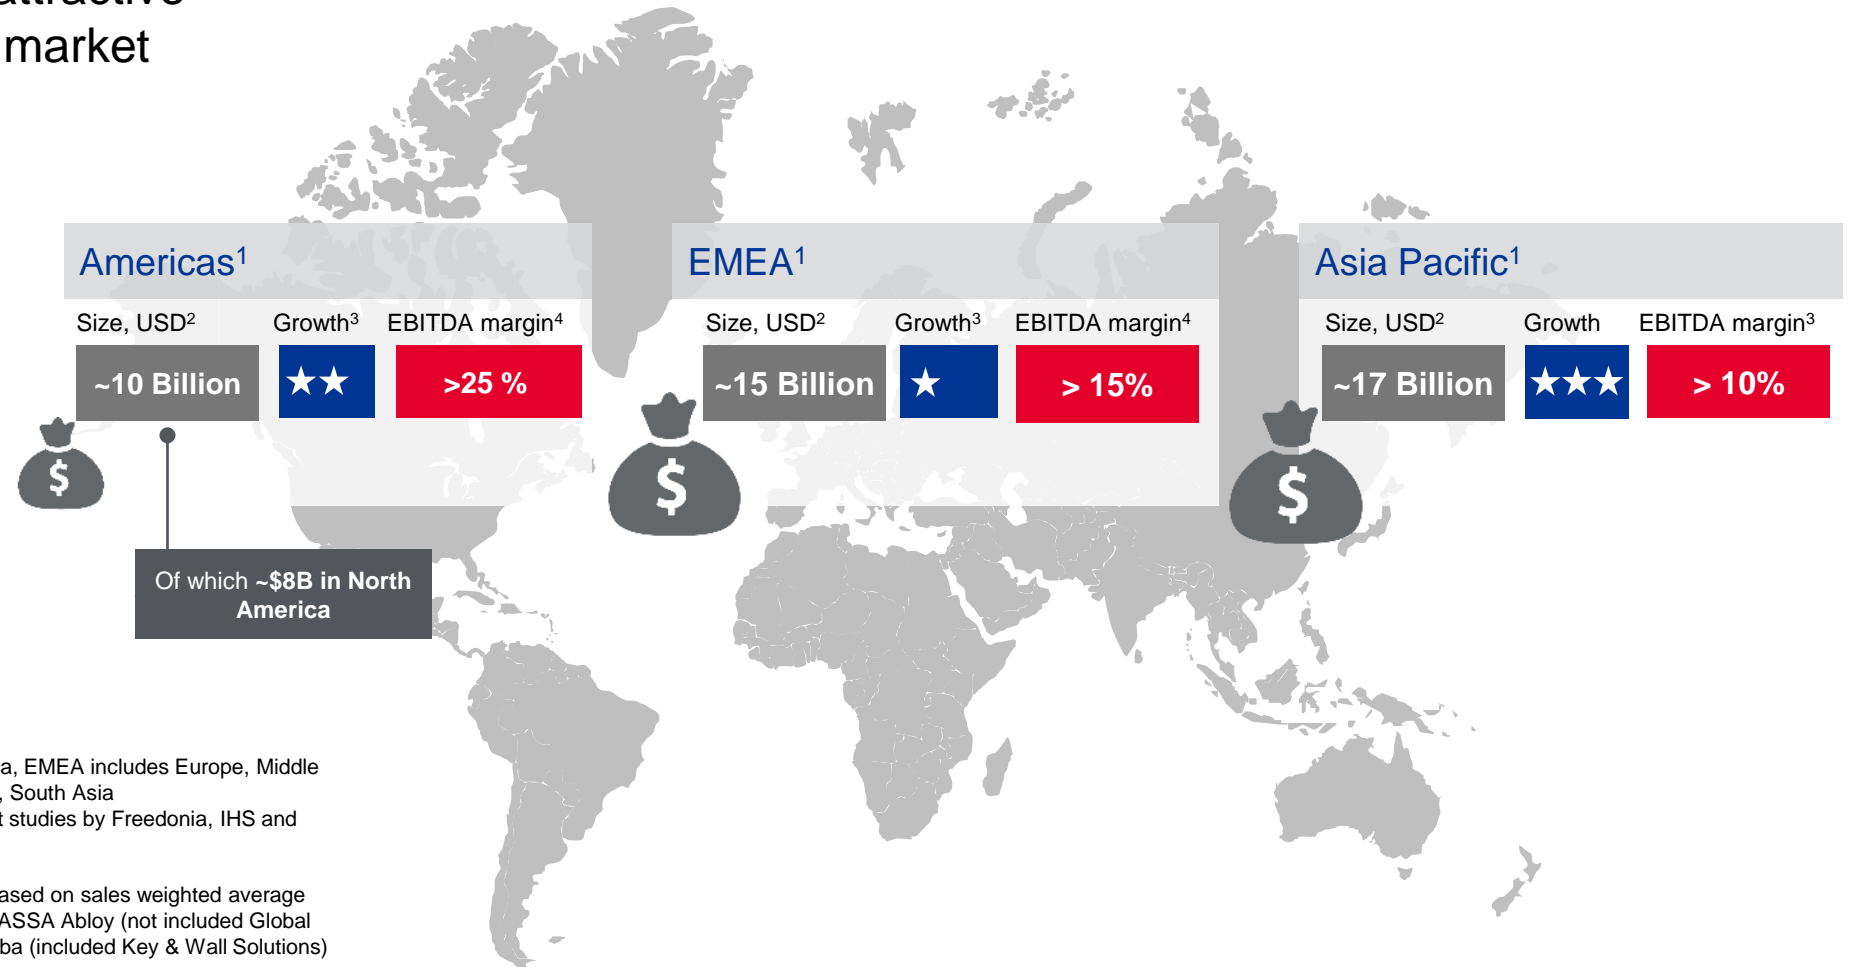 attractive
market
Americas¹
Size, USD²  Growth³  EBITDA margin⁴
~10 Billion  ★★  >25 %
$
Of which ~$8B in North
America
EMEA¹
Size, USD²  Growth³  EBITDA margin⁴
~15 Billion  ★  > 15%
$
Asia Pacific¹
Size, USD²  Growth  EBITDA margin³
~17 Billion  ★★★  > 10%
$
EMEA includes Europe, Middle
, South Asia
studies by Freedonia, IHS and
based on sales weighted average
ASSA Abloy (not included Global
(included Key & Wall Solutions)